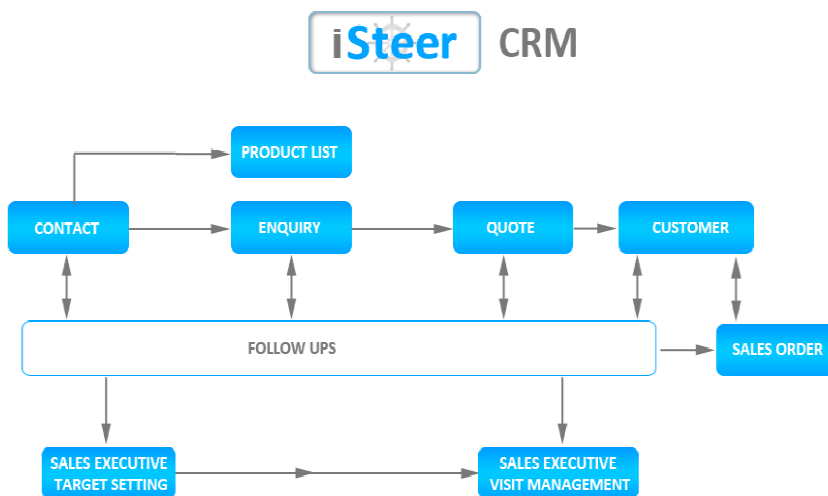 iSteer CRM
PRODUCT LIST
CONTACT
ENQUIRY
QUOTE
CUSTOMER
FOLLOW UPS
SALES ORDER
SALES EXECUTIVE
TARGET SETTING
SALES EXECUTIVE
VISIT MANAGEMENT